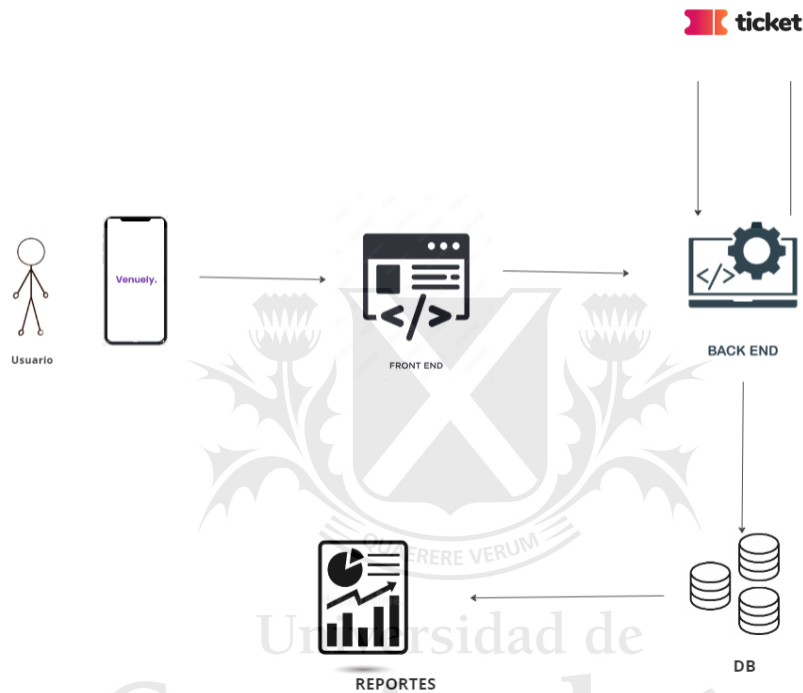 ticket
Venuely.
Usuario
FRONT END
BACK END
QUAERERE VERUM
Universidad de
REPORTES
DB